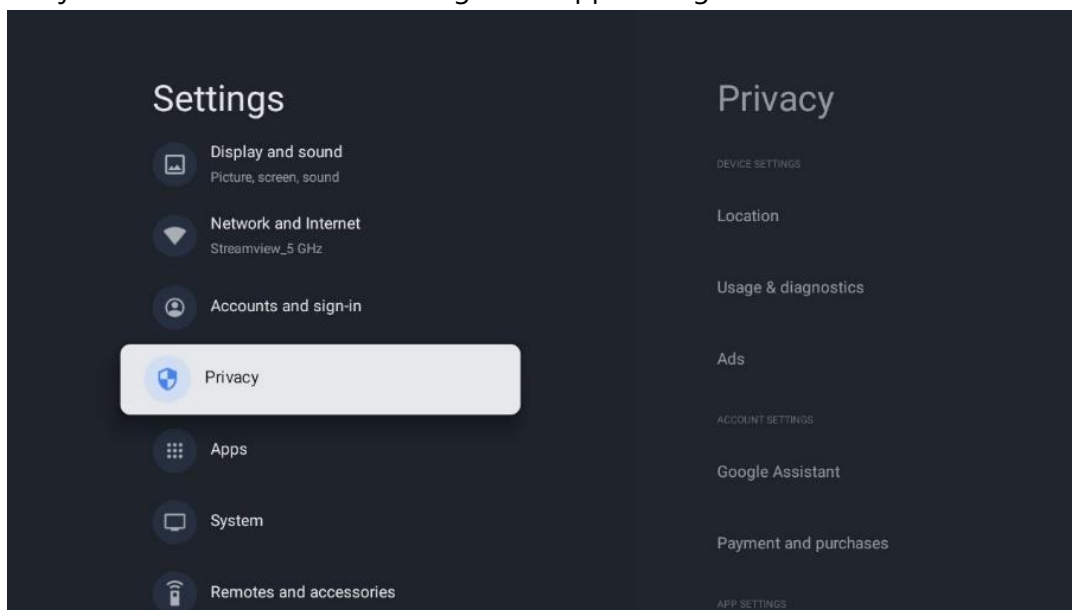 Settings
Display and sound
Picture, screen, sound
Network and Internet
Streamview_5 GHz
Accounts and sign-in
Privacy
Apps
System
Remotes and accessories
Privacy
DEVICE SETTINGS
Location
Usage & diagnostics
Ads
ACCOUNT SETTINGS
Google Assistant
Payment and purchases
APP SETTINGS